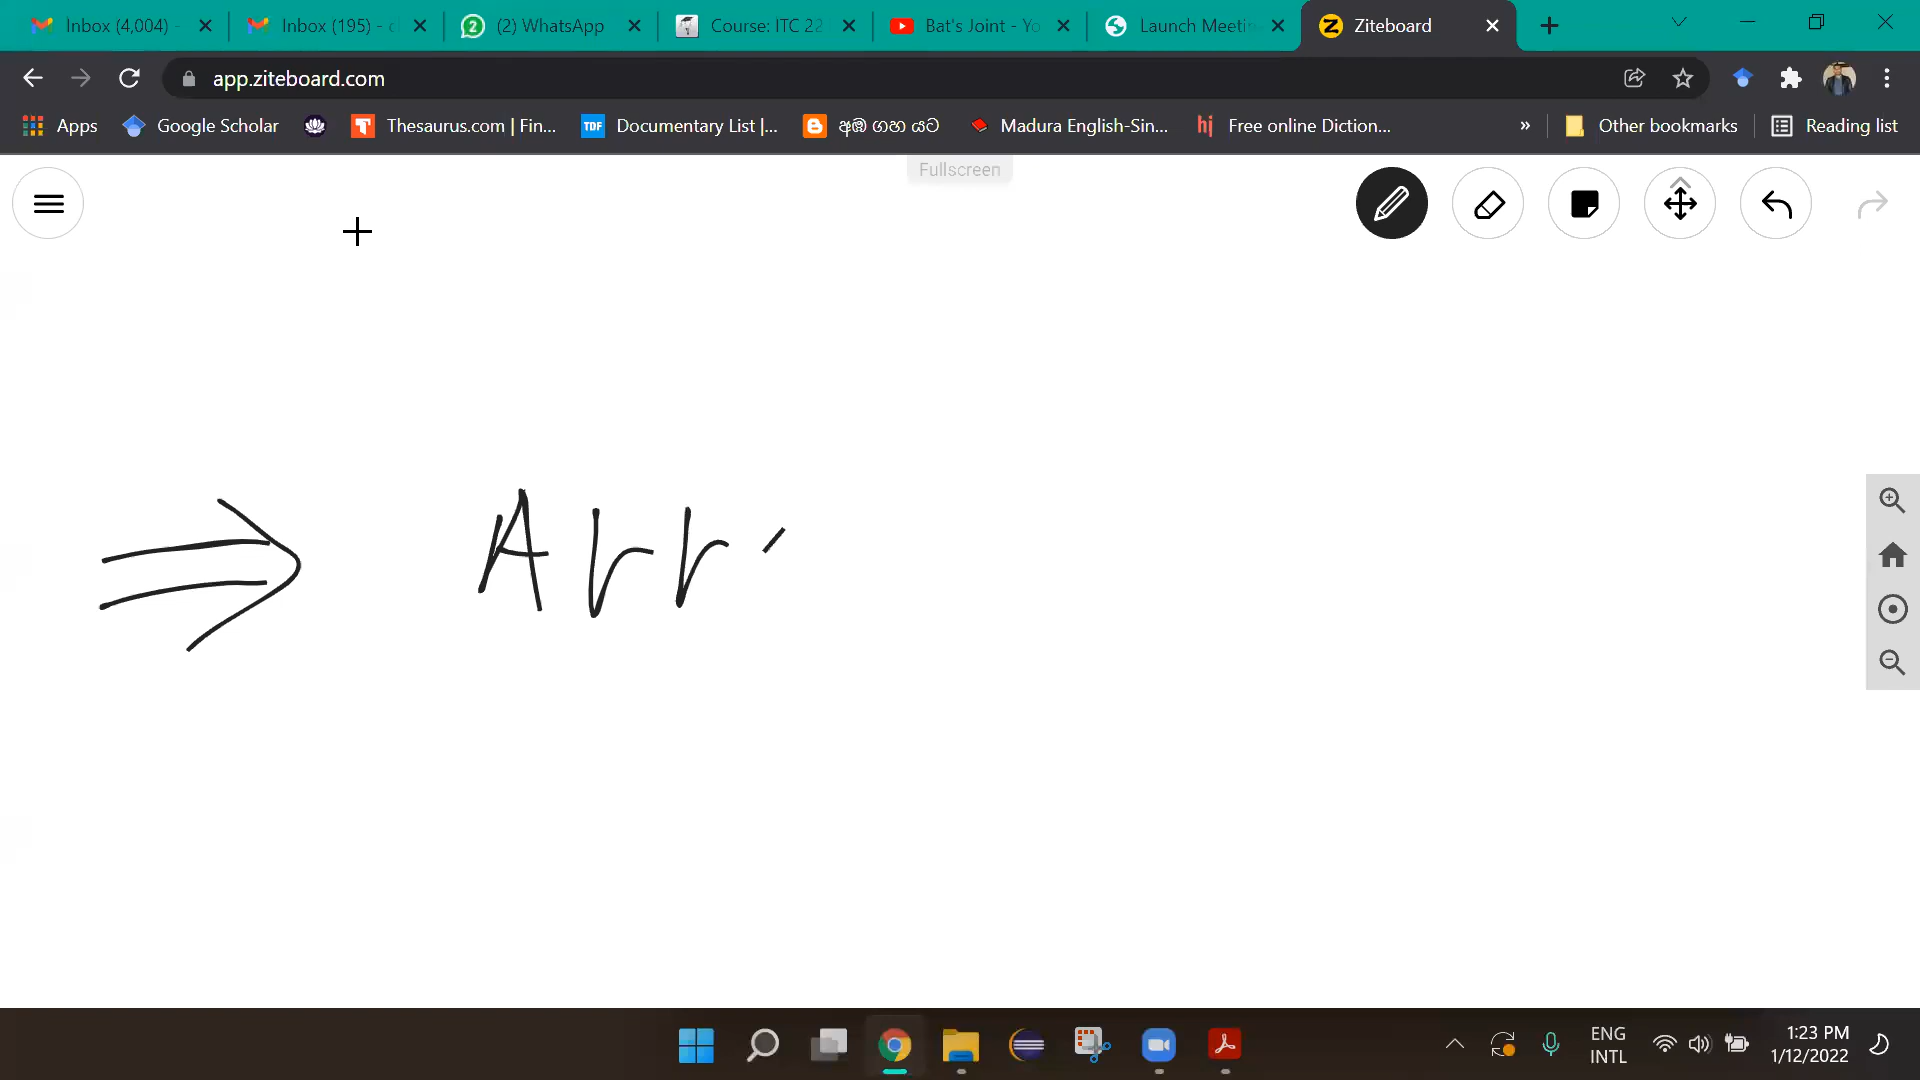 Inbox (4,004) -
Inbox (195) - c
(2) WhatsApp
Course: ITC 22
Bat's Joint - Yo
Launch Meetin
Ziteboard
app.ziteboard.com
Apps
Google Scholar
Thesaurus.com | Fin...
TDF
Documentary List |...
අඹ ගහ යට
Madura English-Sin...
hj
Free online Diction...
»
Other bookmarks
Reading list
Fullscreen
⇒ Arr
ENG
INTL
1:23 PM
1/12/2022